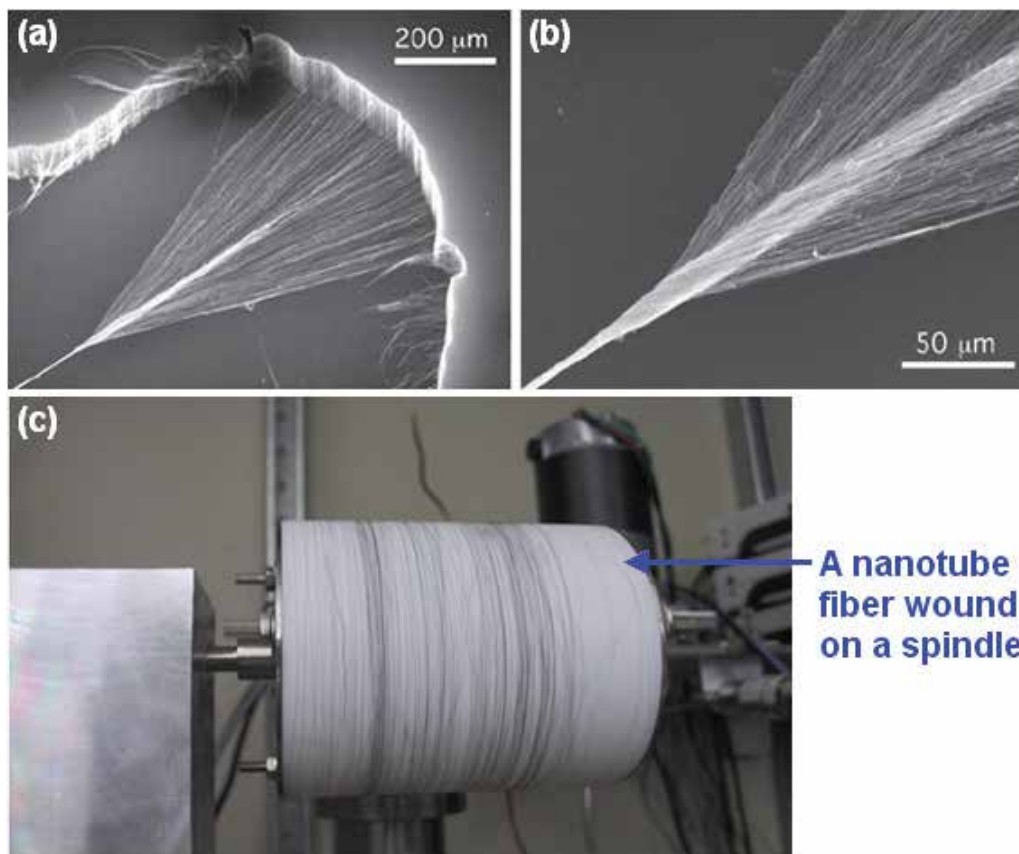 (a)
200 μm
(b)
50 μm
(c)
A nanotube
fiber wound
on a spindle